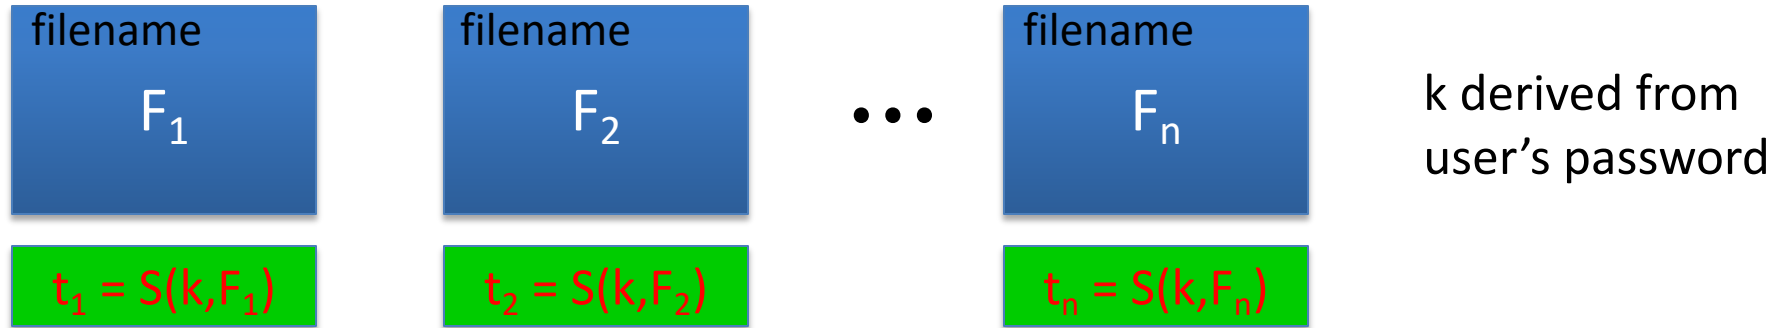 filename filename filename
F₁ F₂ ••• Fₙ
k derived from
user’s password
t₁ = S(k,F₁) t₂ = S(k,F₂) tₙ = S(k,Fₙ)